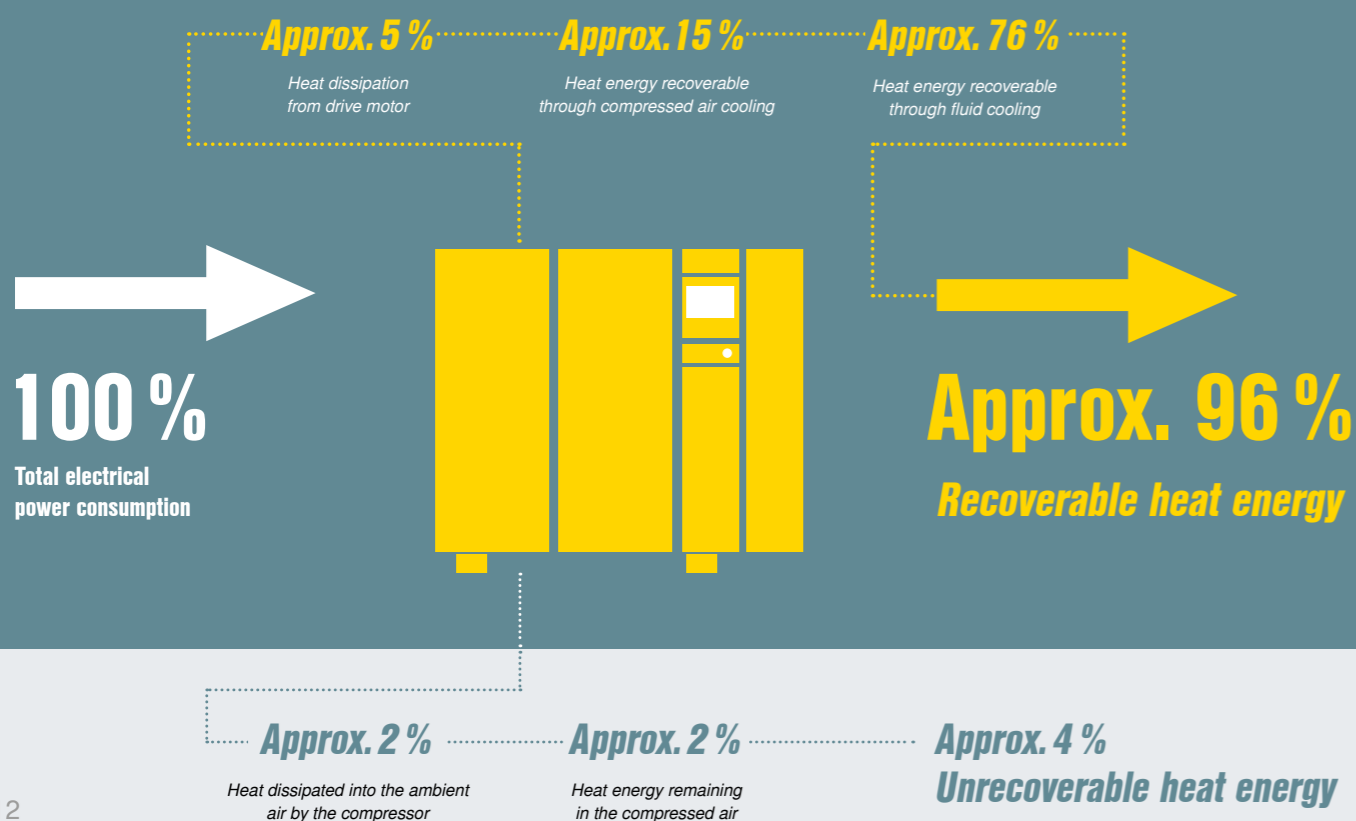 Approx. 5 %
Heat dissipation
from drive motor
Approx. 15 %
Heat energy recoverable
through compressed air cooling
Approx. 76 %
Heat energy recoverable
through fluid cooling
100 %
Total electrical
power consumption
Approx. 96 %
Recoverable heat energy
Approx. 2 %
Heat dissipated into the ambient
air by the compressor
Approx. 2 %
Heat energy remaining
in the compressed air
Approx. 4 %
Unrecoverable heat energy
2